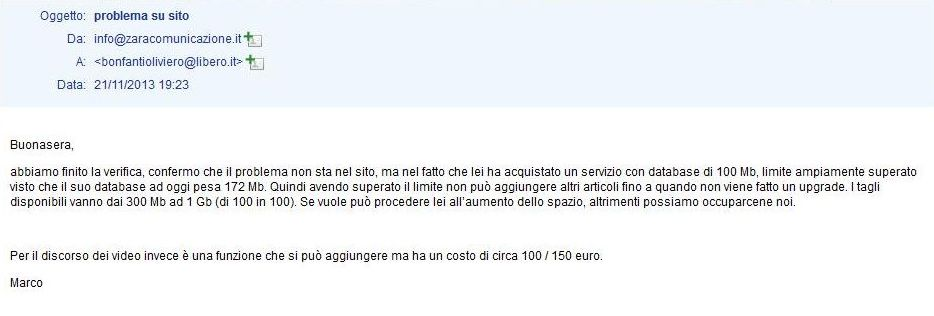 Oggetto: problema su sito
Da: info@zaracomunicazione.it
A: <bonfantioliviero@libero.it>
Data: 21/11/2013 19:23
Buonasera,
abbiamo finito la verifica, confermo che il problema non sta nel sito, ma nel fatto che lei ha acquistato un servizio con database di 100 Mb, limite ampiamente superato
visto che il suo database ad oggi pesa 172 Mb. Quindi avendo superato il limite non può aggiungere altri articoli fino a quando non viene fatto un upgrade. I tagli
disponibili vanno dai 300 Mb ad 1 Gb (di 100 in 100). Se vuole può procedere lei all'aumento dello spazio, altrimenti possiamo occuparcene noi.
Per il discorso dei video invece è una funzione che si può aggiungere ma ha un costo di circa 100 / 150 euro.
Marco